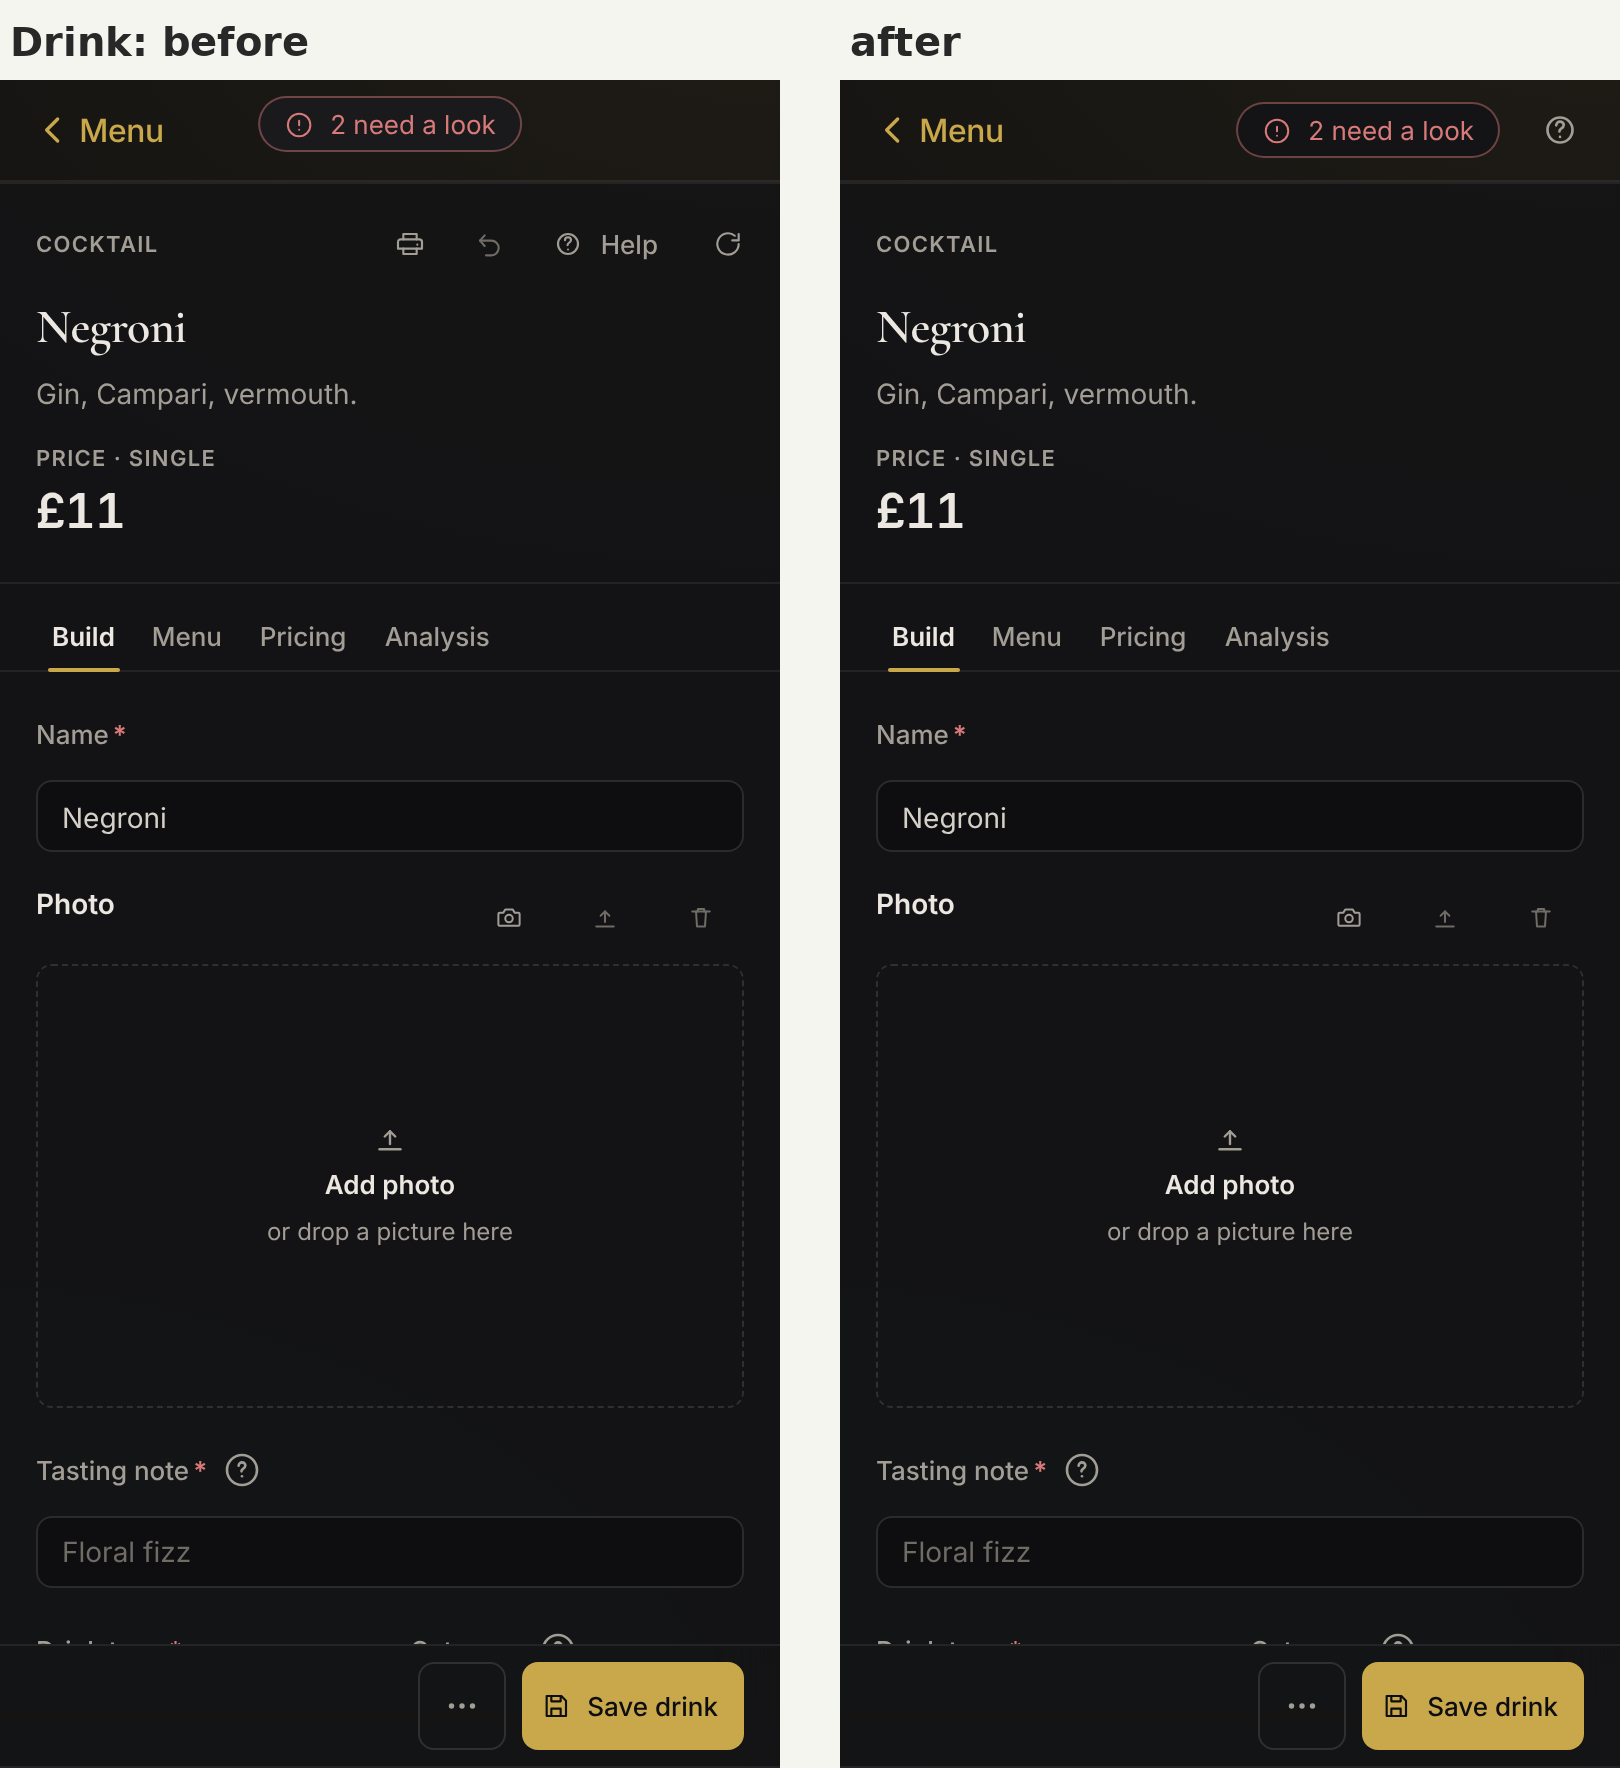 Drink: before
Menu
2 need a look
COCKTAIL
Help
Negroni
Gin, Campari, vermouth.
PRICE · SINGLE
£11
Build Menu Pricing Analysis
Name *
Negroni
Photo
Add photo
or drop a picture here
Tasting note *
Floral fizz
Save drink
after
Menu
2 need a look
COCKTAIL
Negroni
Gin, Campari, vermouth.
PRICE · SINGLE
£11
Build Menu Pricing Analysis
Name *
Negroni
Photo
Add photo
or drop a picture here
Tasting note *
Floral fizz
Save drink